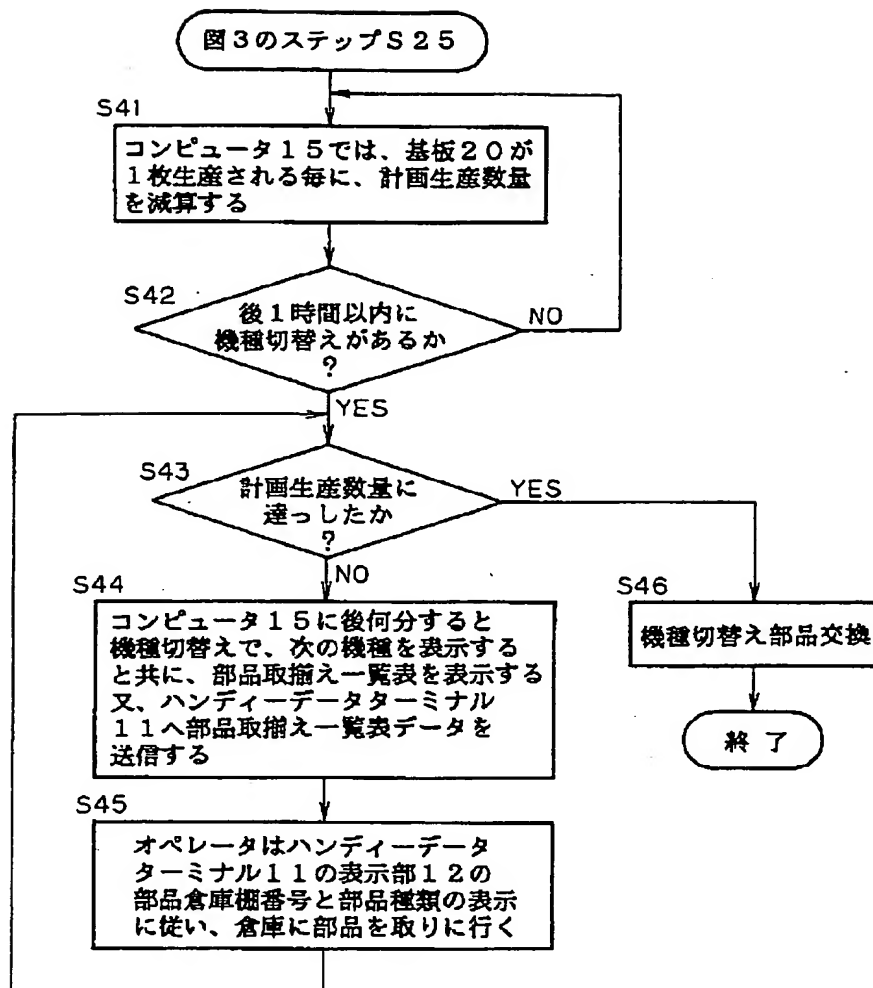 図3のステップS25
S41
コンピュータ15では、基板20が
1枚生産される毎に、計画生産数量
を減算する
S42
後1時間以内に
機種切替えがあるか
?
NO
YES
S43
計画生産数量に
達っしたか
?
YES
NO
S44
コンピュータ15に後何分すると
機種切替えで、次の機種を表示する
と共に、部品取揃え一覧表を表示する
又、ハンディーデータターミナル
11へ部品取揃え一覧表データを
送信する
S46
機種切替え部品交換
終了
S45
オペレータはハンディーデータ
ターミナル11の表示部12の
部品倉庫棚番号と部品種類の表示
に従い、倉庫に部品を取りに行く